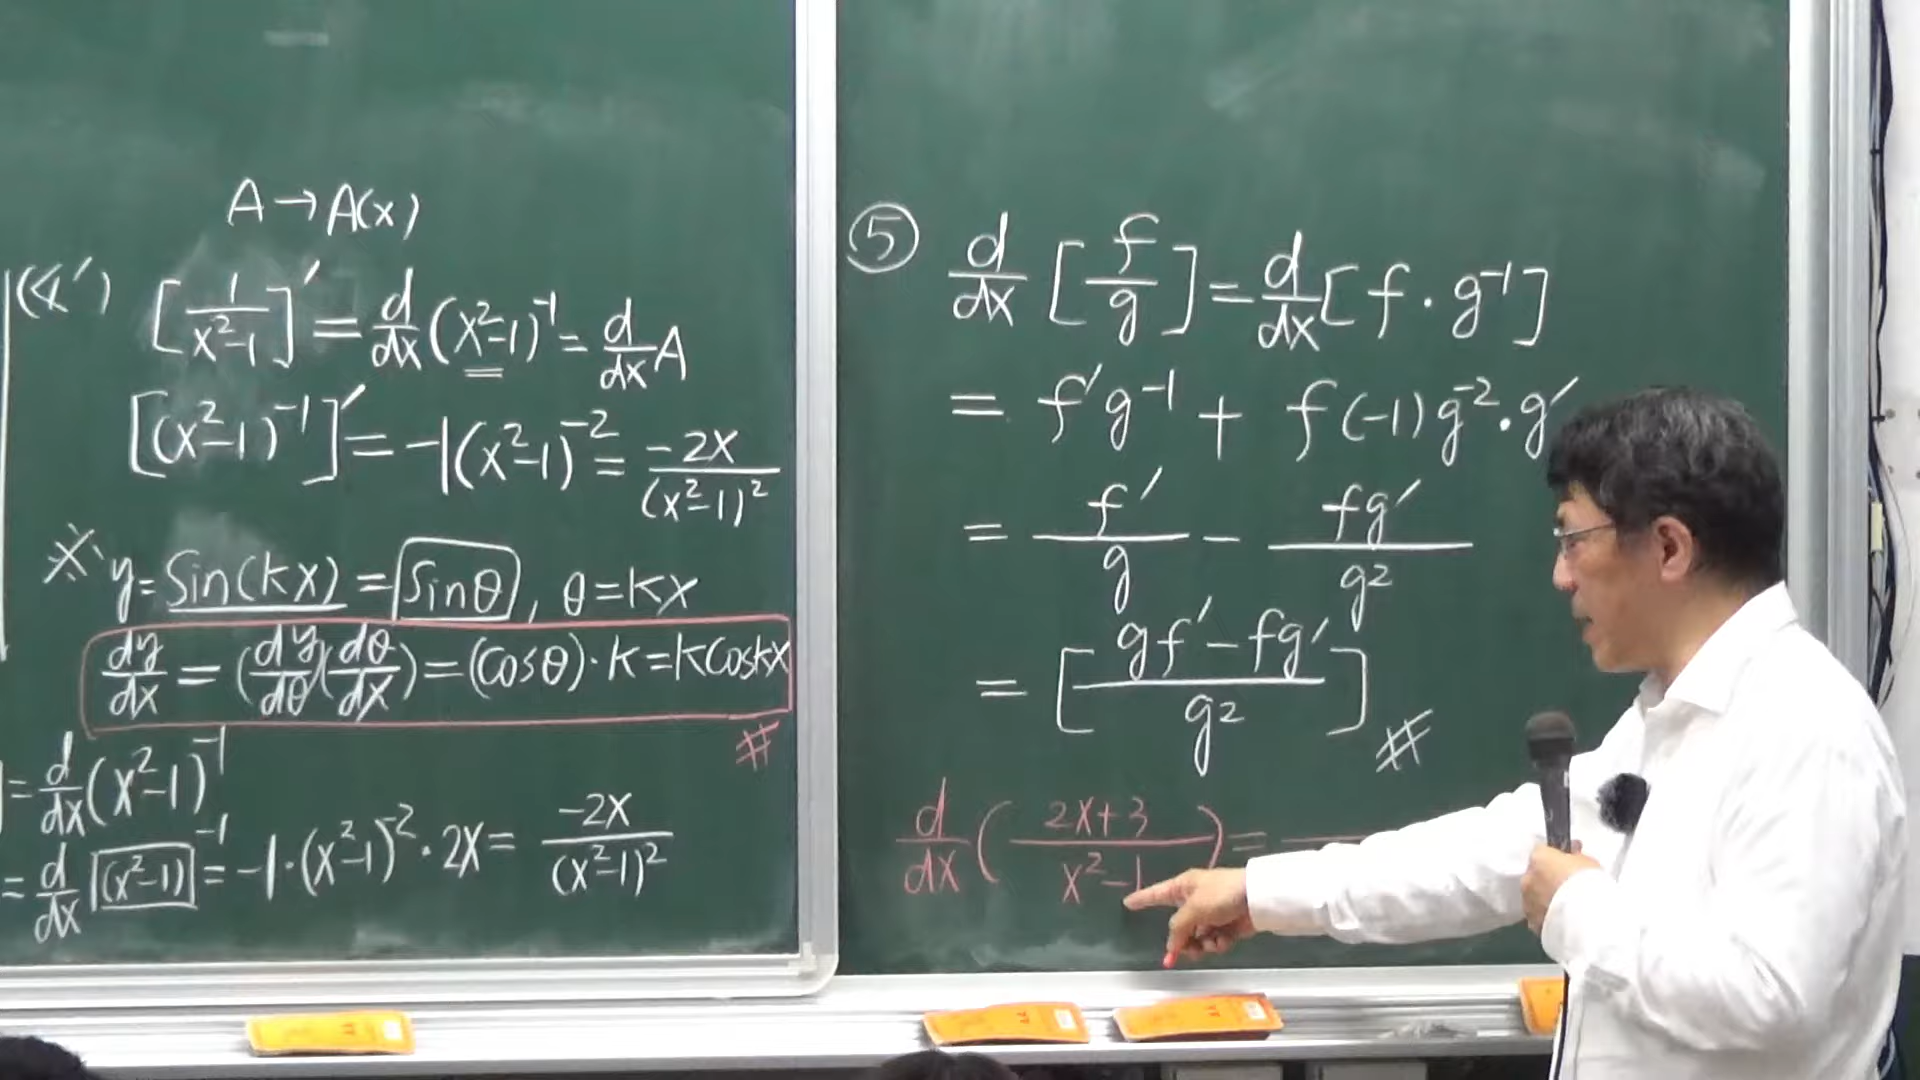 A→A(x)
(4′) [1/(x²-1)]′ = d/dx (x²-1)⁻¹ = d/dx A
[(x²-1)⁻¹]′ = -1(x²-1)⁻² = -2x/(x²-1)²
※ y = Sin(kx) = Sinθ, θ=kx
dy/dx = (dy/dθ)(dθ/dx) = (cosθ)·k = kcoskx
#
= d/dx (x²-1)⁻¹
= d/dx (x²-1)⁻¹ = -1·(x²-1)⁻²·2x = -2x/(x²-1)²
⑤ d/dx [f/g] = d/dx [f·g⁻¹]
= f′g⁻¹ + f(-1)g⁻²·g′
= f′/g - fg′/g²
= [(gf′-fg′)/g²] #
d/dx ((2x+3)/(x²-1)) =